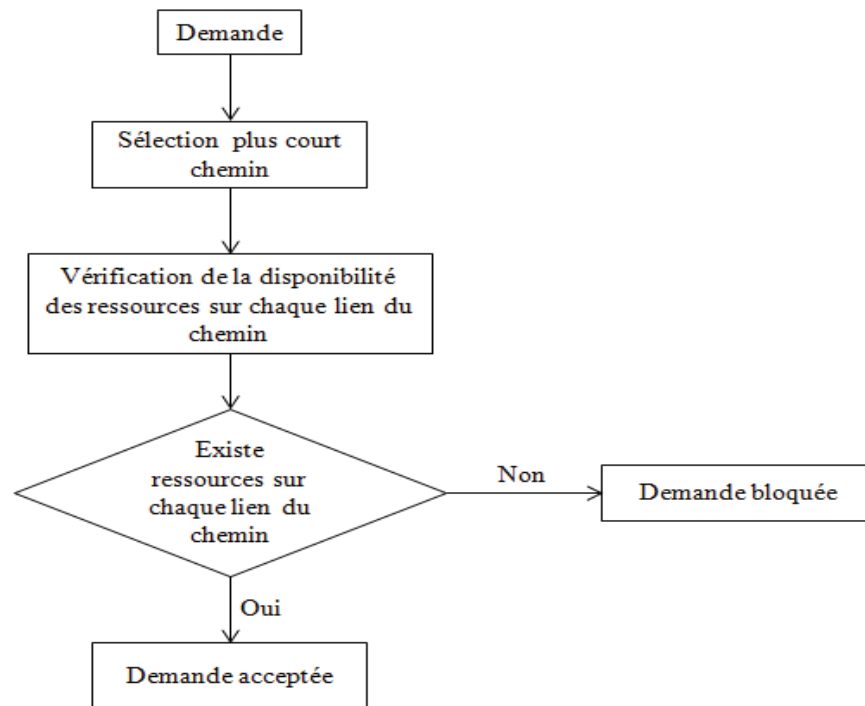 Demande
Sélection plus court
chemin
Vérification de la disponibilité
des ressources sur chaque lien du
chemin
Existe
ressources sur
chaque lien du
chemin
Non
Demande bloquée
Oui
Demande acceptée